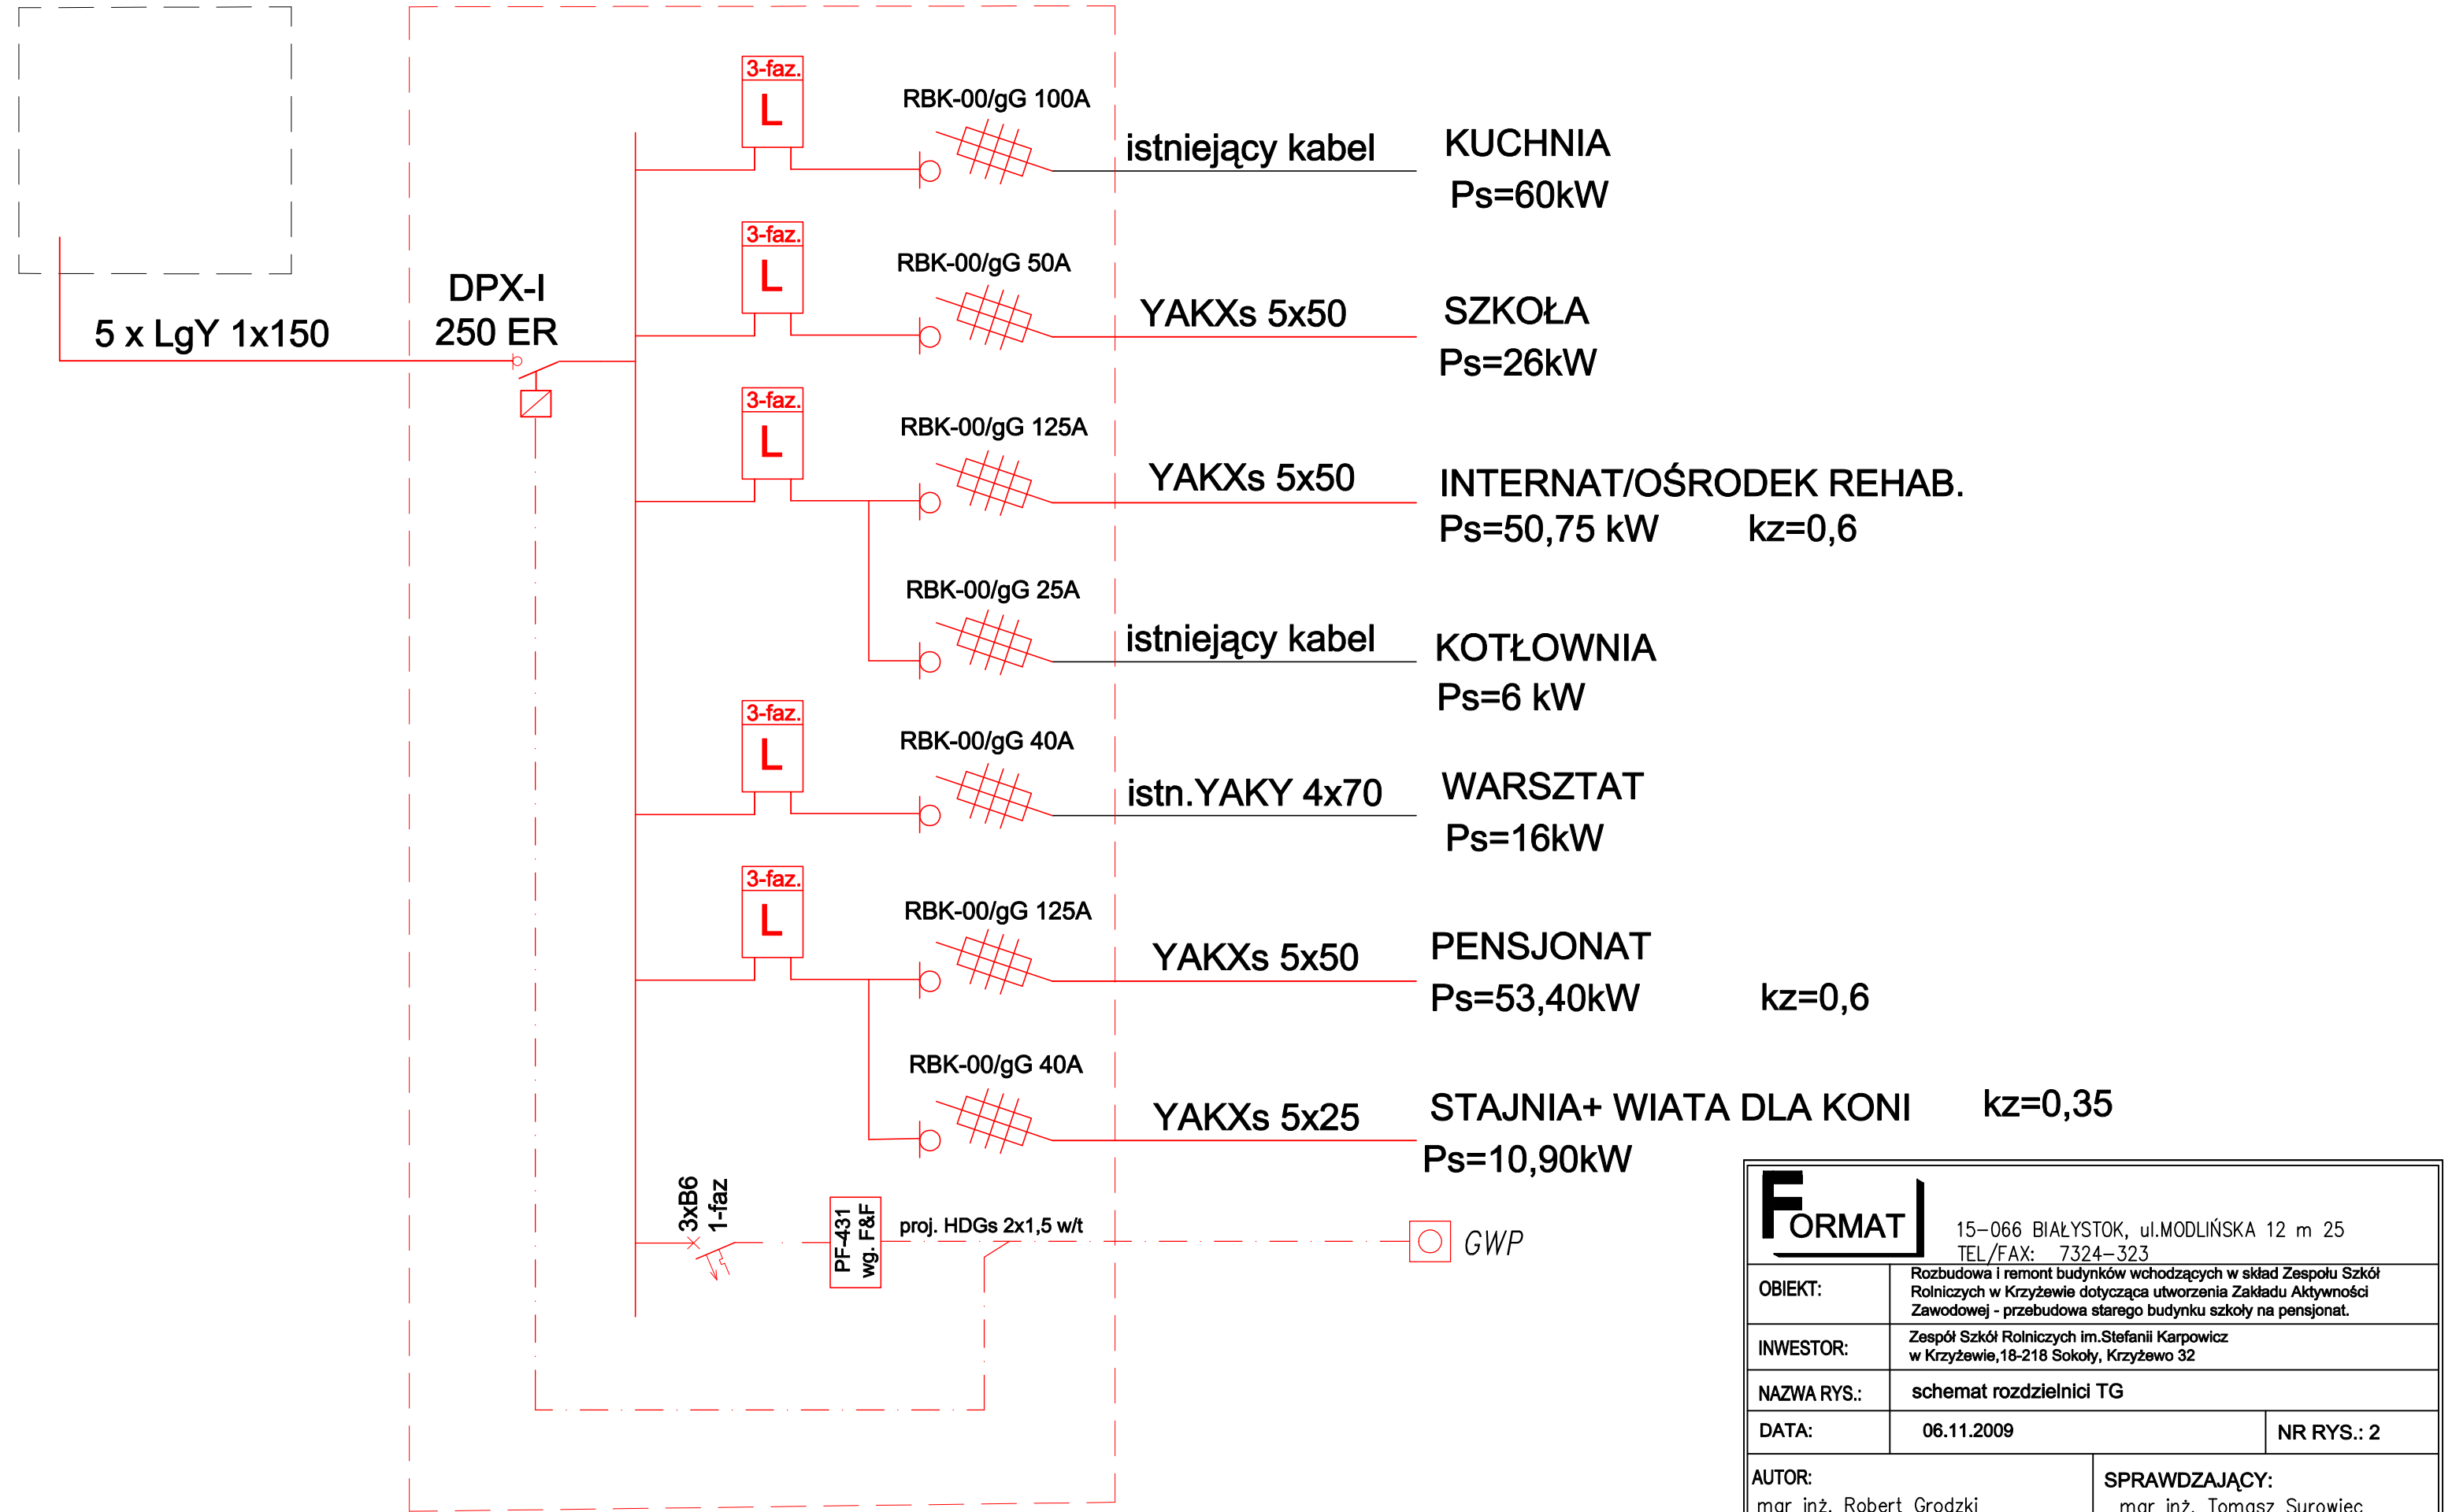 3-faz.
L
RBK-00/gG 100A
istniejący kabel
KUCHNIA
Ps=60kW
3-faz.
L
RBK-00/gG 50A
YAKXs 5x50
SZKOŁA
Ps=26kW
DPX-I
250 ER
5 x LgY 1x150
3-faz.
L
RBK-00/gG 125A
YAKXs 5x50
INTERNAT/OŚRODEK REHAB.
Ps=50,75 kW kz=0,6
RBK-00/gG 25A
istniejący kabel
KOTŁOWNIA
Ps=6 kW
3-faz.
L
RBK-00/gG 40A
istn.YAKY 4x70
WARSZTAT
Ps=16kW
3-faz.
L
RBK-00/gG 125A
YAKXs 5x50
PENSJONAT
Ps=53,40kW kz=0,6
RBK-00/gG 40A
YAKXs 5x25
STAJNIA+ WIATA DLA KONI kz=0,35
Ps=10,90kW
3xB6
1-faz
PF-431
wg. F&F
proj. HDGs 2x1,5 w/t
GWP
FORMAT
15-066 BIAŁYSTOK, ul.MODLIŃSKA 12 m 25
TEL/FAX: 7324-323
OBIEKT:
Rozbudowa i remont budynków wchodzących w skład Zespołu Szkół
Rolniczych w Krzyżewie dotycząca utworzenia Zakładu Aktywności
Zawodowej - przebudowa starego budynku szkoły na pensjonat.
INWESTOR:
Zespół Szkół Rolniczych im.Stefanii Karpowicz
w Krzyżewie,18-218 Sokoły, Krzyżewo 32
NAZWA RYS.:
schemat rozdzielnici TG
DATA:
06.11.2009
NR RYS.: 2
AUTOR:
mgr inż. Robert Grodzki
SPRAWDZAJĄCY:
mgr inż. Tomasz Surowiec